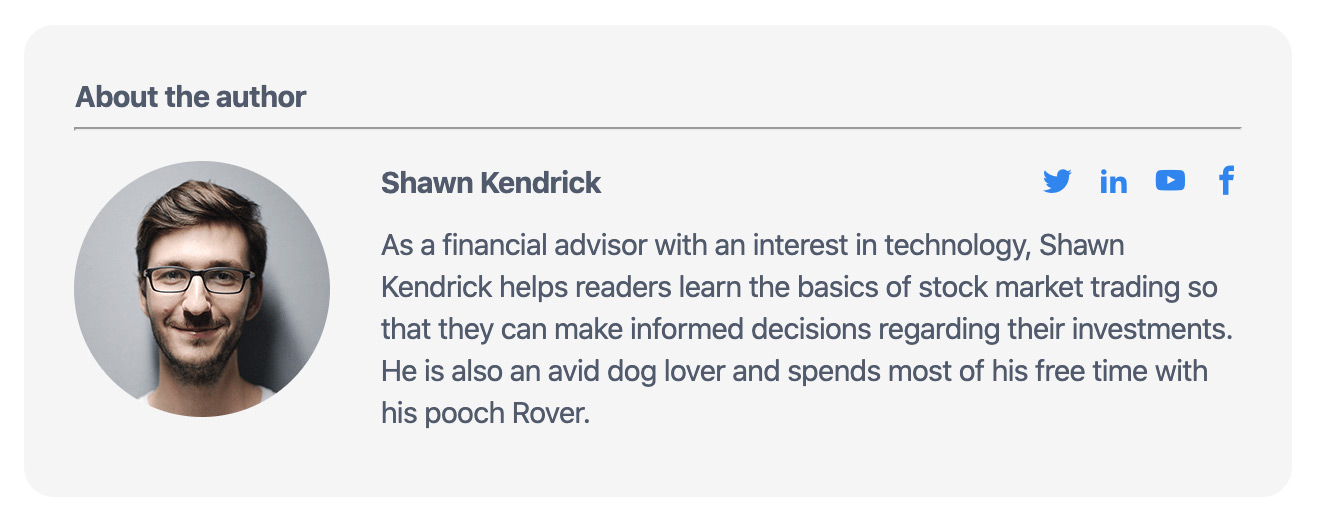 About the author
Shawn Kendrick
As a financial advisor with an interest in technology, Shawn
Kendrick helps readers learn the basics of stock market trading so
that they can make informed decisions regarding their investments.
He is also an avid dog lover and spends most of his free time with
his pooch Rover.